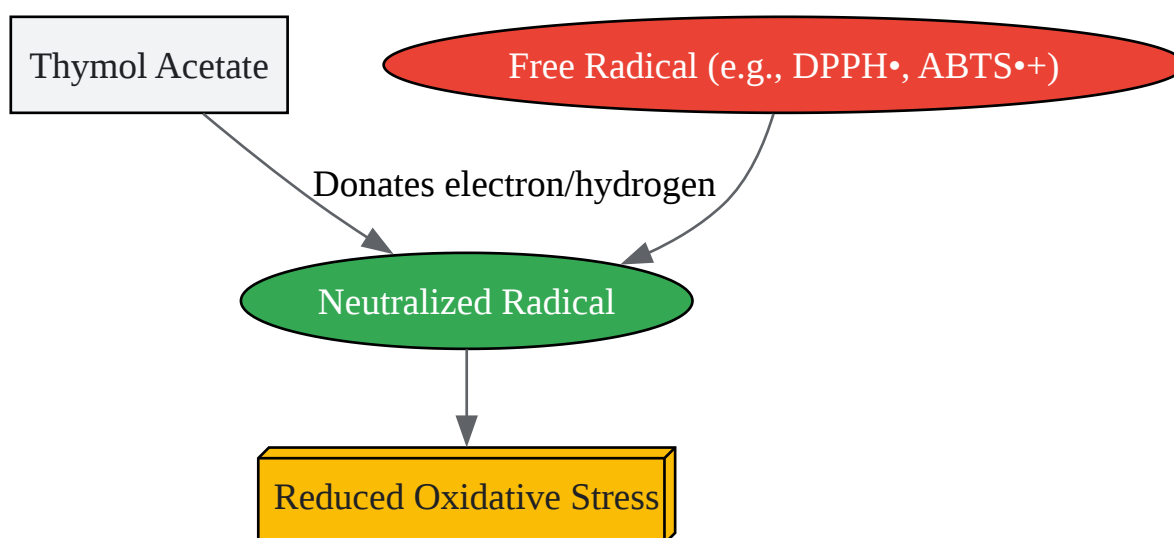 Thymol Acetate
Free Radical (e.g., DPPH•, ABTS•+)
Donates electron/hydrogen
Neutralized Radical
Reduced Oxidative Stress